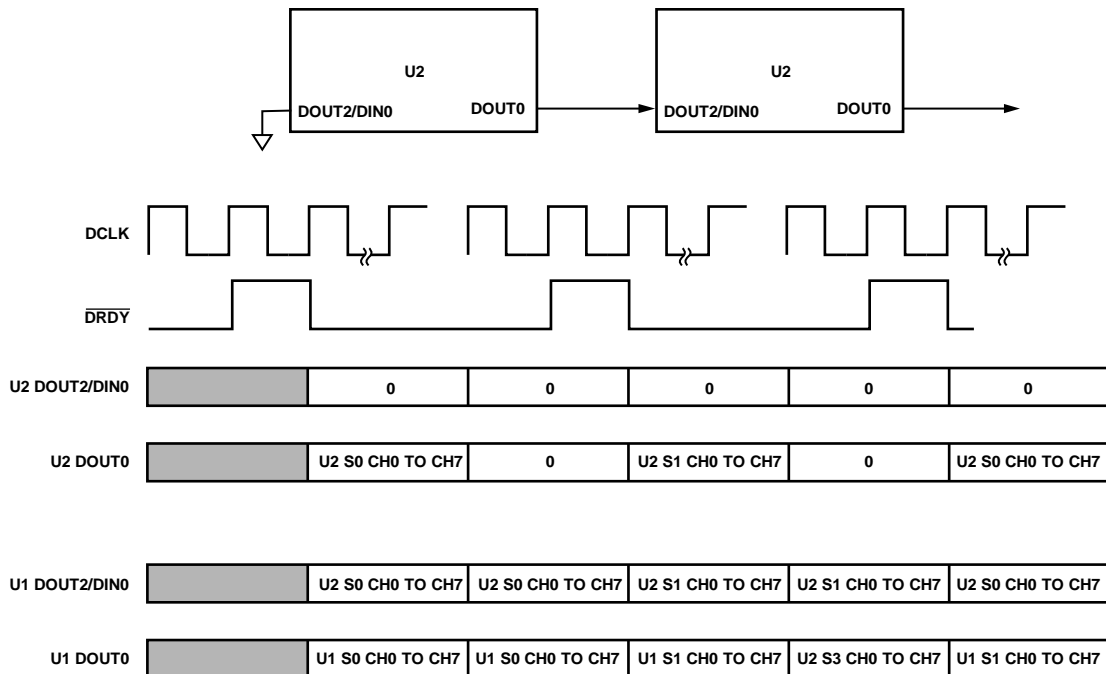 U2 U2
DOUT2/DIN0 DOUT0 DOUT2/DIN0 DOUT0
DCLK
DRDY
U2 DOUT2/DIN0 0 0 0 0 0
U2 DOUT0 U2 S0 CH0 TO CH7 0 U2 S1 CH0 TO CH7 0 U2 S0 CH0 TO CH7
U1 DOUT2/DIN0 U2 S0 CH0 TO CH7 U2 S0 CH0 TO CH7 U2 S1 CH0 TO CH7 U2 S1 CH0 TO CH7 U2 S0 CH0 TO CH7
U1 DOUT0 U1 S0 CH0 TO CH7 U1 S0 CH0 TO CH7 U1 S1 CH0 TO CH7 U2 S3 CH0 TO CH7 U1 S1 CH0 TO CH7